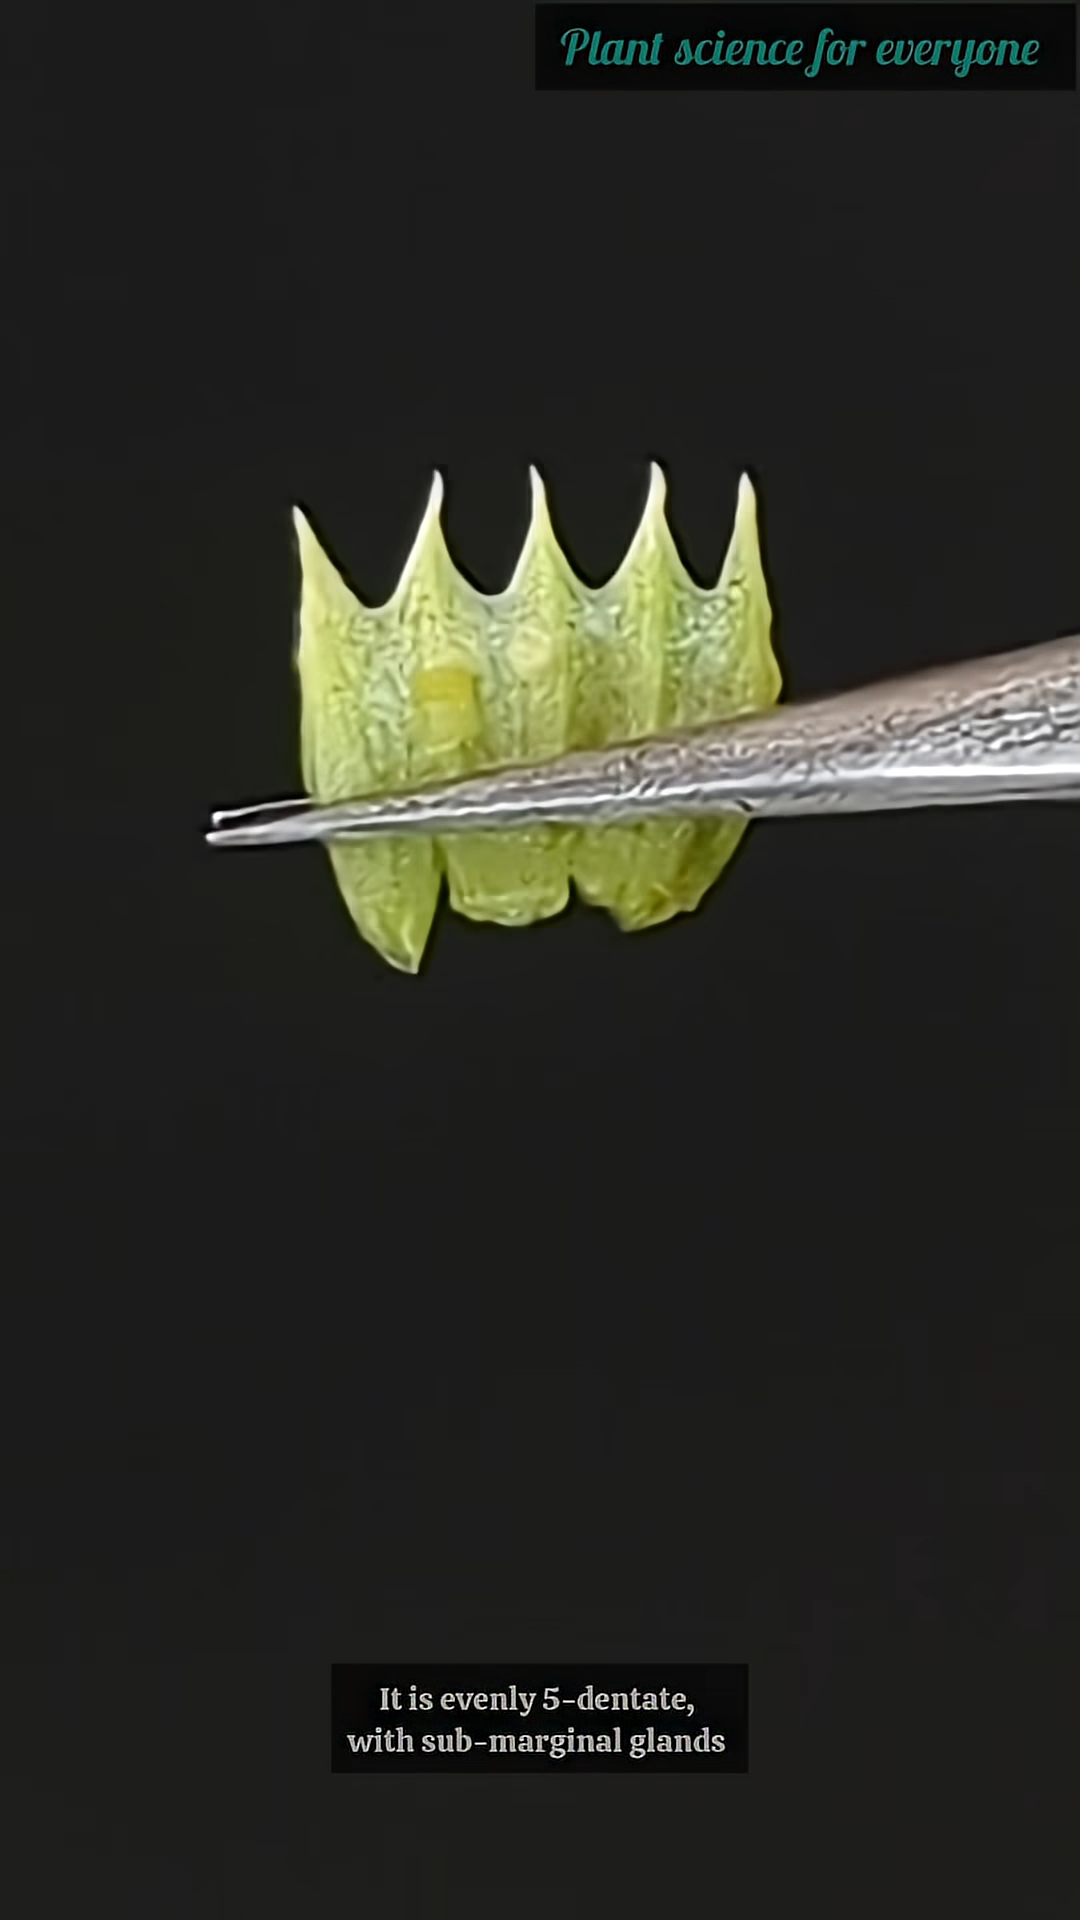 Plant science for everyone
It is evenly 5-dentate,
with sub-marginal glands